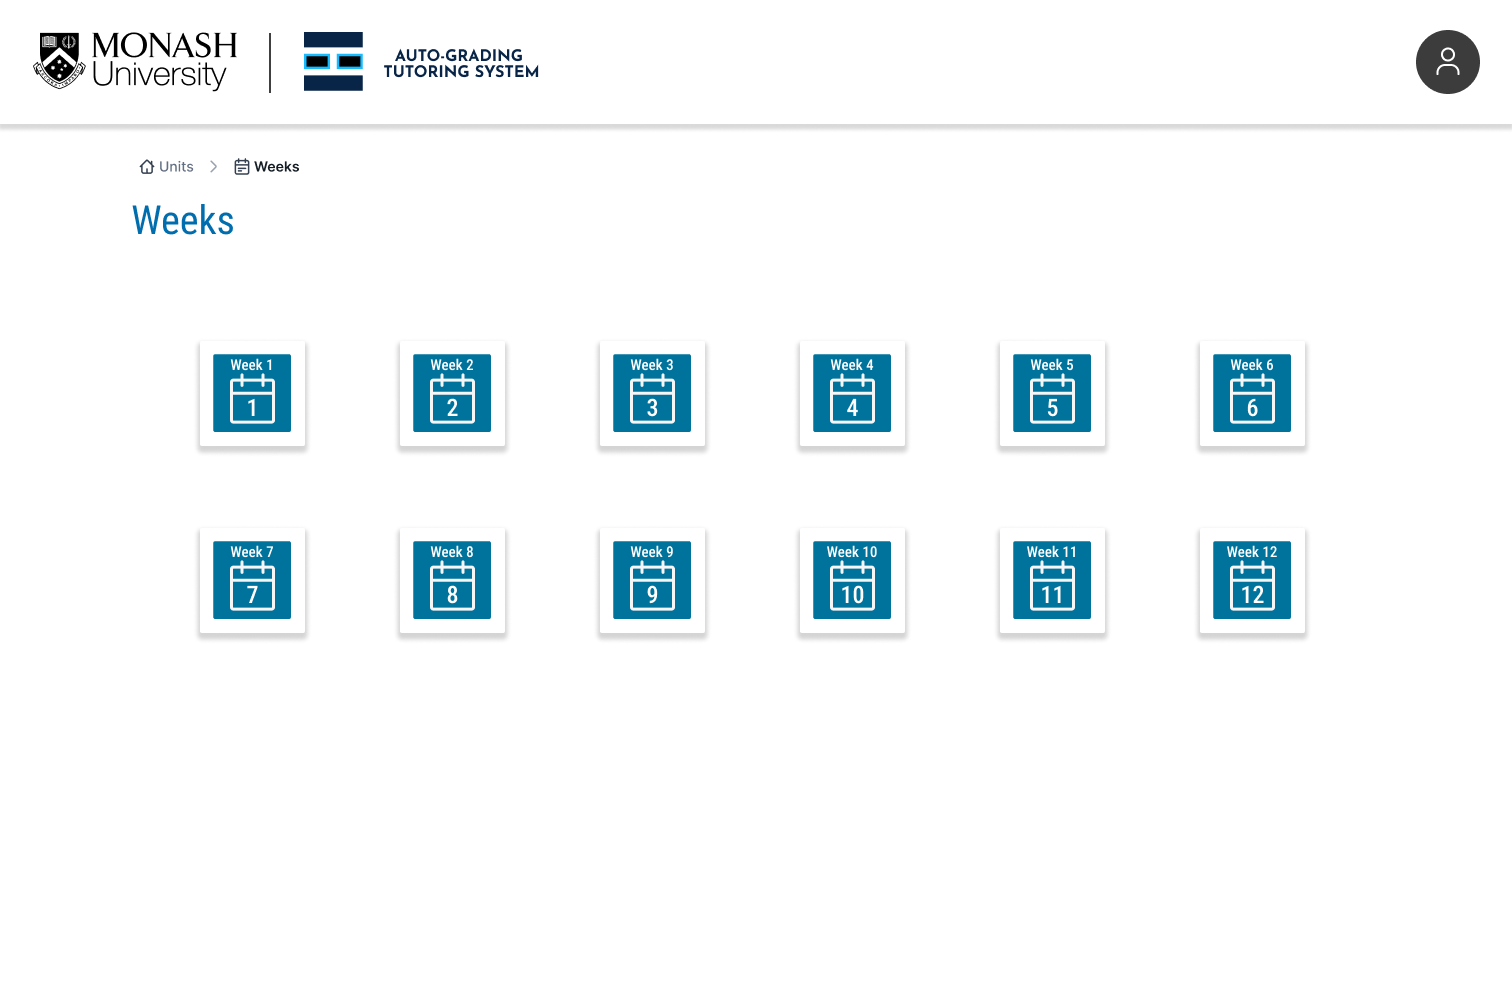 MONASH
University
AUTO-GRADING
TUTORING SYSTEM
Units
Weeks
Weeks
Week 1
1
Week 2
2
Week 3
3
Week 4
4
Week 5
5
Week 6
6
Week 7
7
Week 8
8
Week 9
9
Week 10
10
Week 11
11
Week 12
12